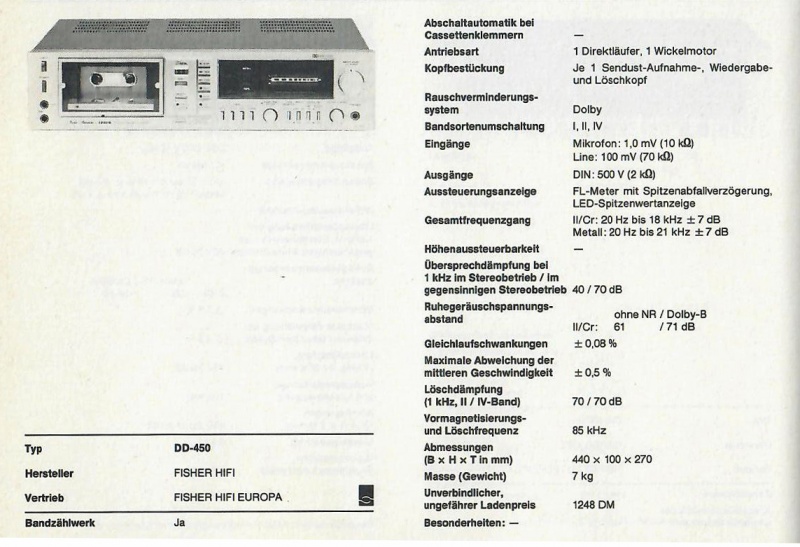 Typ DD-450
Hersteller FISHER HIFI
Vertrieb FISHER HIFI EUROPA
Bandzählwerk Ja
Abschaltautomatik bei
Cassettenklemmern —
Antriebsart 1 Direktläufer, 1 Wickelmotor
Kopfbestückung Je 1 Sendust-Aufnahme-, Wiedergabe-
und Löschkopf
Rauschverminderungs-
system Dolby
Bandsortenumschaltung I, II, IV
Eingänge Mikrofon: 1,0 mV (10 kΩ)
Line: 100 mV (70 kΩ)
Ausgänge DIN: 500 V (2 kΩ)
Aussteuerungsanzeige FL-Meter mit Spitzenabfallverzögerung,
LED-Spitzenwertanzeige
Gesamtfrequenzgang II/Cr: 20 Hz bis 18 kHz ± 7 dB
Metall: 20 Hz bis 21 kHz ± 7 dB
Höhenaussteuerbarkeit —
Übersprechdämpfung bei
1 kHz im Stereobetrieb / im
gegensinnigen Stereobetrieb 40 / 70 dB
Ruhegeräuschspannungs-
abstand ohne NR / Dolby-B
II/Cr: 61 / 71 dB
Gleichlaufschwankungen ± 0,08 %
Maximale Abweichung der
mittleren Geschwindigkeit ± 0,5 %
Löschdämpfung
(1 kHz, II / IV-Band) 70 / 70 dB
Vormagnetisierungs-
und Löschfrequenz 85 kHz
Abmessungen
(B × H × T in mm) 440 × 100 × 270
Masse (Gewicht) 7 kg
Unverbindlicher,
ungefährer Ladenpreis 1248 DM
Besonderheiten: —